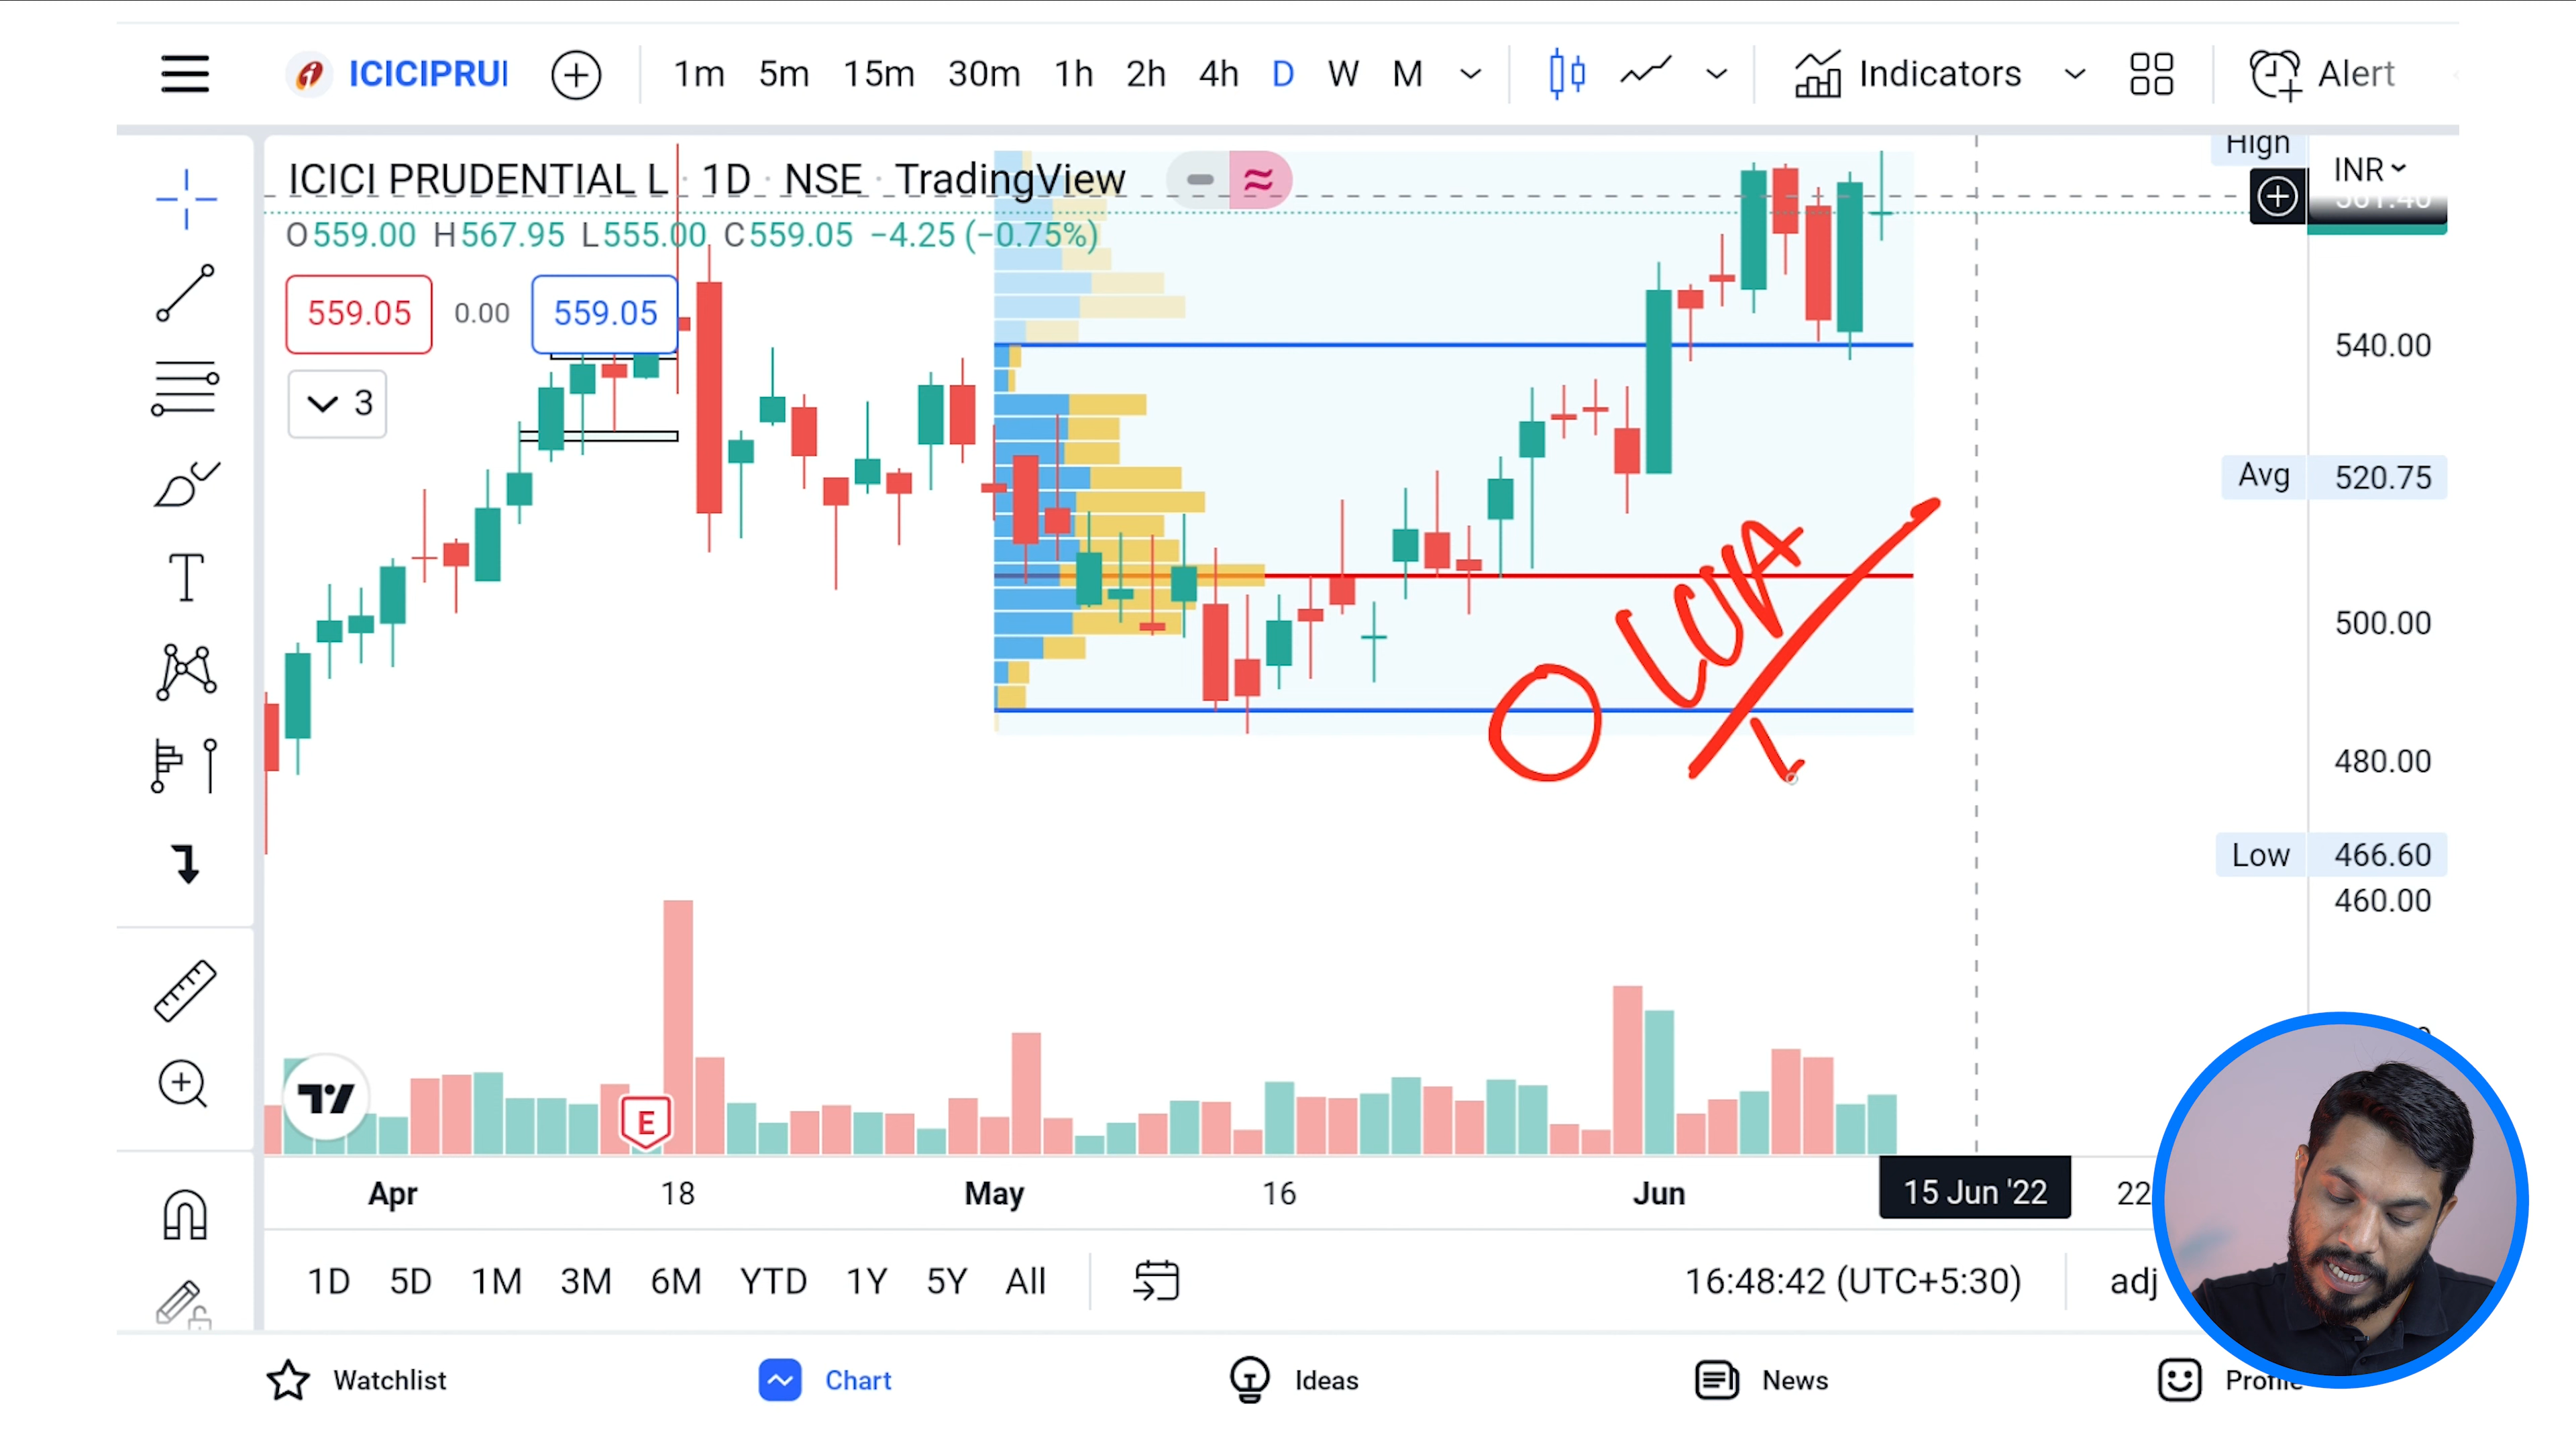 ICICIPRUI 1m 5m 15m 30m 1h 2h 4h D W M Indicators Alert
High
ICICI PRUDENTIAL L · 1D · NSE · TradingView INR
561.40
O559.00 H567.95 L555.00 C559.05 −4.25 (−0.75%)
559.05 0.00 559.05
540.00
3
Avg 520.75
500.00
480.00
Low 466.60
460.00
E
Apr 18 May 16 Jun 15 Jun '22 22
1D 5D 1M 3M 6M YTD 1Y 5Y All 16:48:42 (UTC+5:30) adj
Watchlist Chart Ideas News Profile